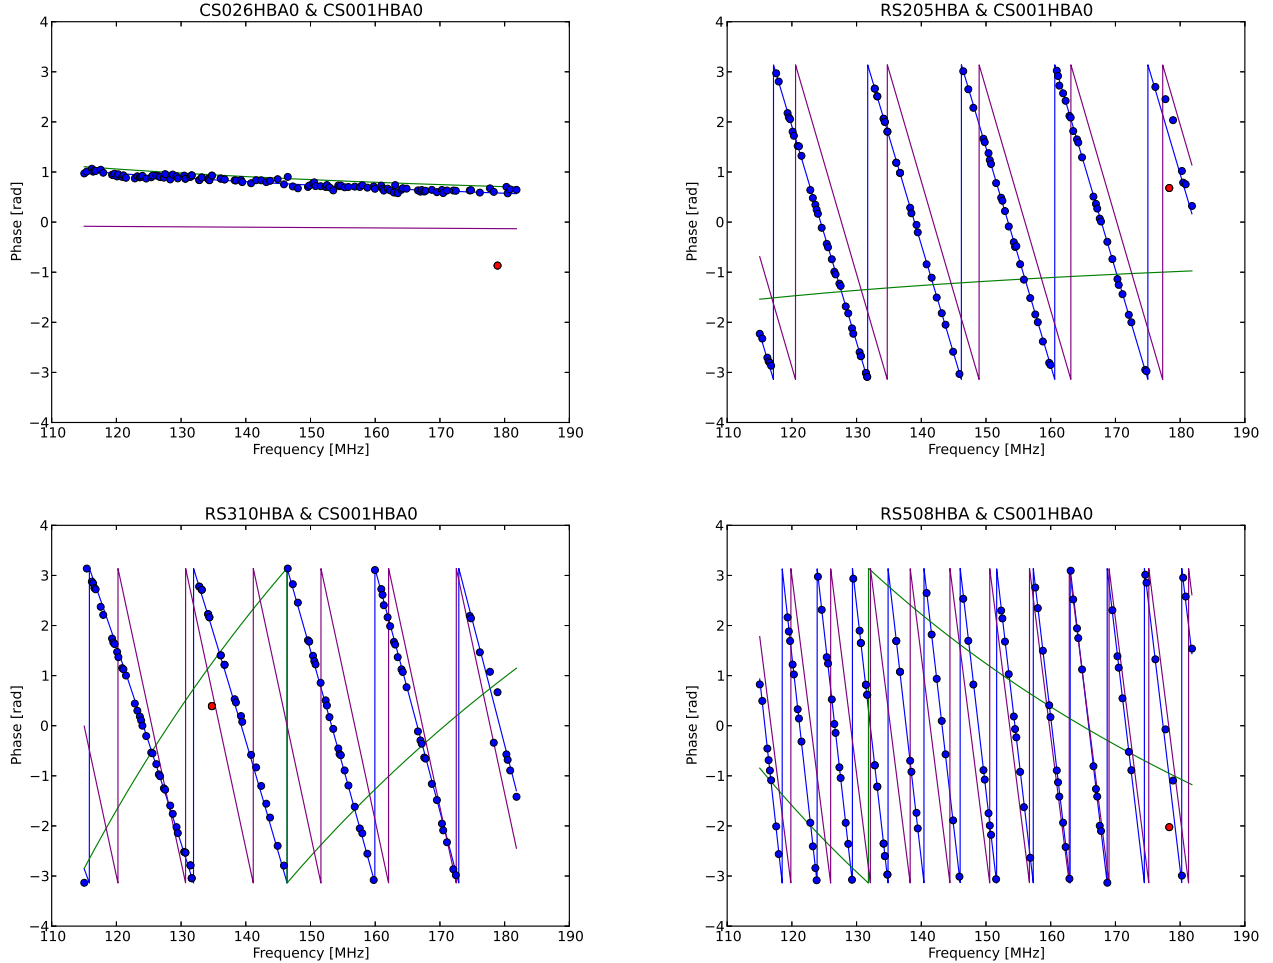 CS026HBA0 & CS001HBA0
4
3
2
1
0
−1
−2
−3
−4
Phase [rad]
110 120 130 140 150 160 170 180 190
Frequency [MHz]
RS205HBA & CS001HBA0
4
3
2
1
0
−1
−2
−3
−4
Phase [rad]
110 120 130 140 150 160 170 180 190
Frequency [MHz]
RS310HBA & CS001HBA0
4
3
2
1
0
−1
−2
−3
−4
Phase [rad]
110 120 130 140 150 160 170 180 190
Frequency [MHz]
RS508HBA & CS001HBA0
4
3
2
1
0
−1
−2
−3
−4
Phase [rad]
110 120 130 140 150 160 170 180 190
Frequency [MHz]